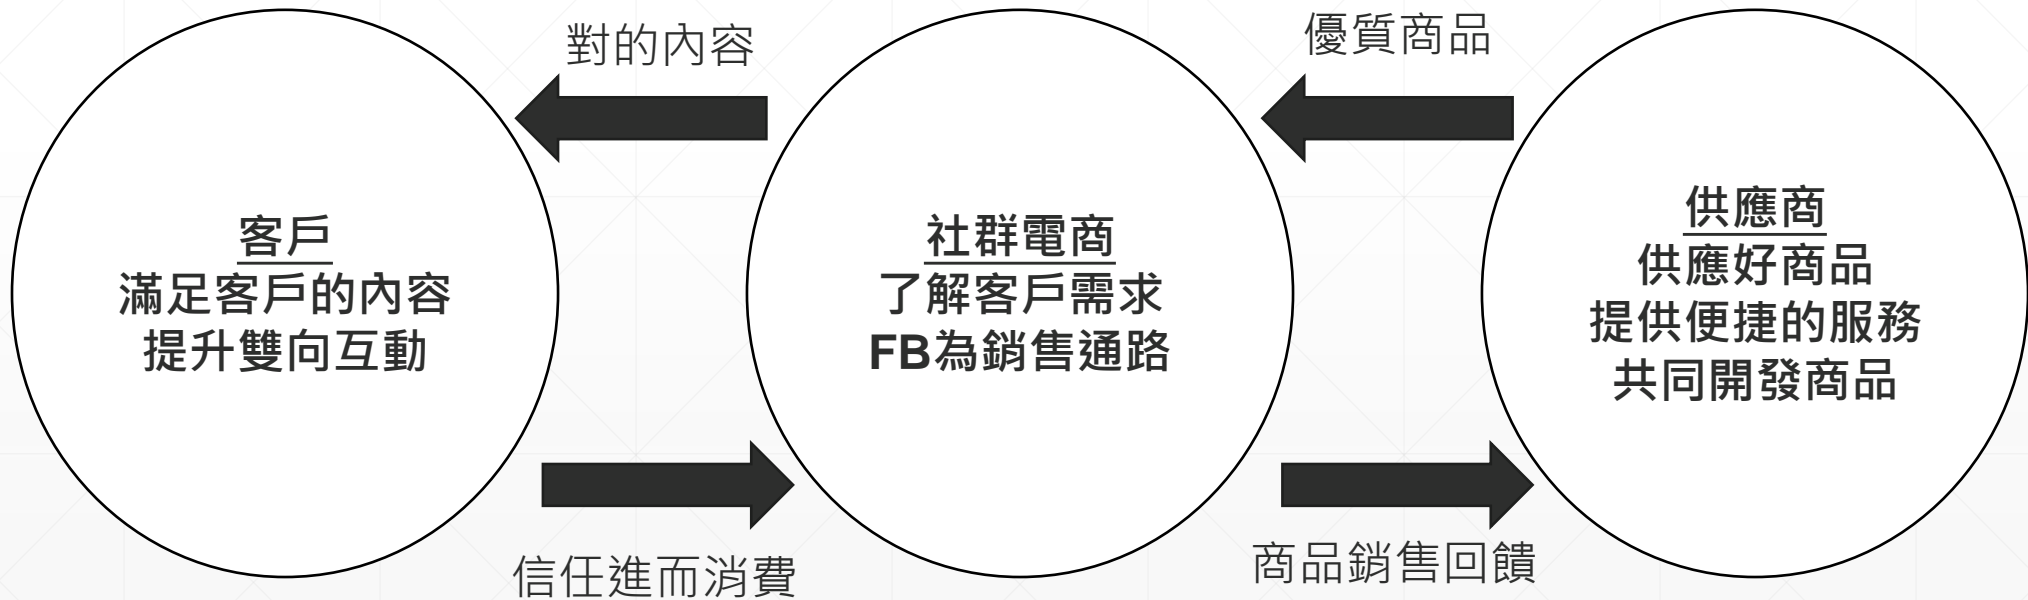 對的內容
優質商品
客戶
滿足客戶的內容
提升雙向互動
社群電商
了解客戶需求
FB為銷售通路
供應商
供應好商品
提供便捷的服務
共同開發商品
信任進而消費
商品銷售回饋